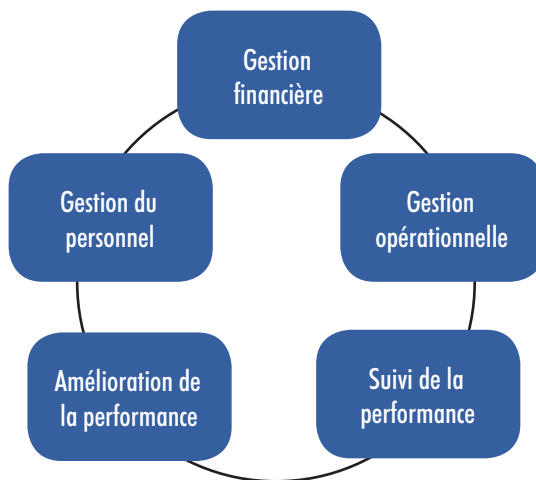 Gestion
financière
Gestion du
personnel
Gestion
opérationnelle
Amélioration de
la performance
Suivi de la
performance